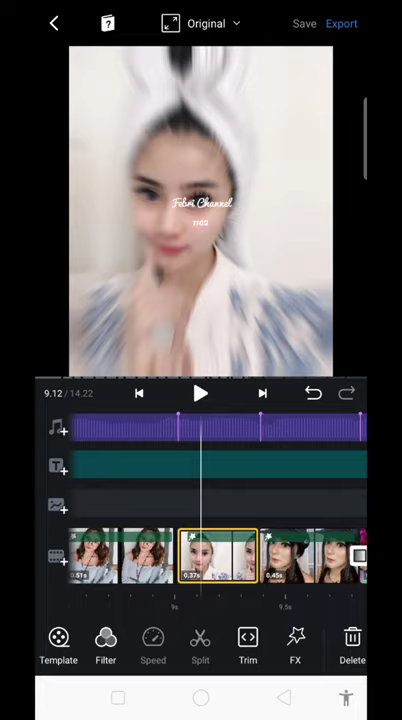 Original
Save
Export
Febri Channel
1102
9.12 / 14.22
T
0.51s
0.37s
0.45s
9s
9.5s
Template
Filter
Speed
Split
Trim
FX
Delete